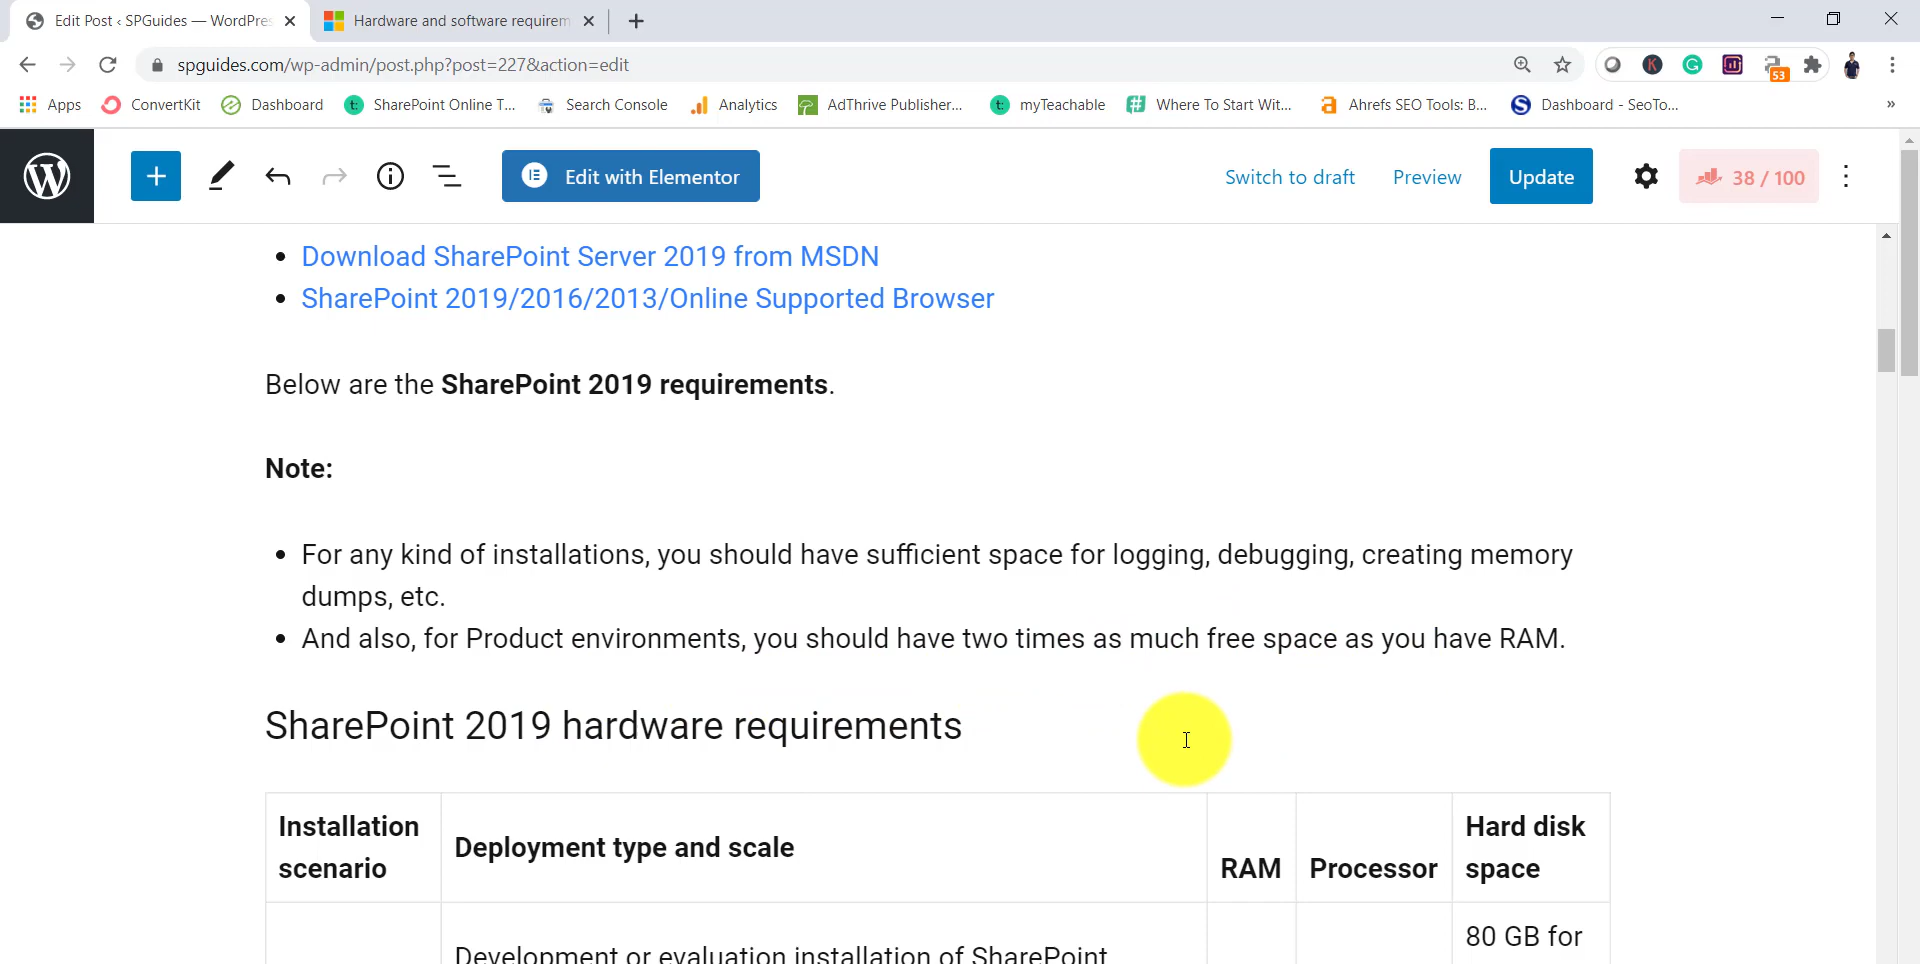 Edit Post ‹ SPGuides — WordPres
Hardware and software requirem
spguides.com/wp-admin/post.php?post=227&action=edit
53
Apps ConvertKit Dashboard SharePoint Online T... Search Console Analytics AdThrive Publisher... myTeachable Where To Start Wit... Ahrefs SEO Tools: B... Dashboard - SeoTo... »
Edit with Elementor Switch to draft Preview Update 38 / 100
• Download SharePoint Server 2019 from MSDN
• SharePoint 2019/2016/2013/Online Supported Browser
Below are the SharePoint 2019 requirements.
Note:
• For any kind of installations, you should have sufficient space for logging, debugging, creating memory
dumps, etc.
• And also, for Product environments, you should have two times as much free space as you have RAM.
SharePoint 2019 hardware requirements
Installation
scenario
Deployment type and scale
RAM
Processor
Hard disk
space
Development or evaluation installation of SharePoint
80 GB for